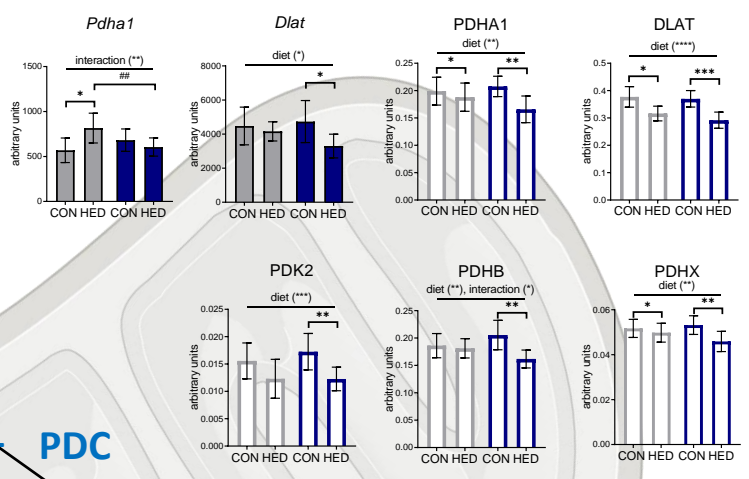 Pdha1
interaction (**)
##
*
arbitrary units
1500
1000
500
0
CON HED CON HED
Dlat
diet (*)
*
arbitrary units
8000
6000
4000
2000
0
CON HED CON HED
PDHA1
diet (**)
* **
arbitrary units
0.25
0.20
0.15
0.10
0.05
0.00
CON HED CON HED
DLAT
diet (****)
* ***
arbitrary units
0.5
0.4
0.3
0.2
0.1
0.0
CON HED CON HED
PDK2
diet (***)
**
arbitrary units
0.025
0.020
0.015
0.010
0.005
0.000
CON HED CON HED
PDHB
diet (**), interaction (*)
**
arbitrary units
0.25
0.20
0.15
0.10
0.05
0.00
CON HED CON HED
PDHX
diet (**)
* **
arbitrary units
0.06
0.04
0.02
0.00
CON HED CON HED
PDC